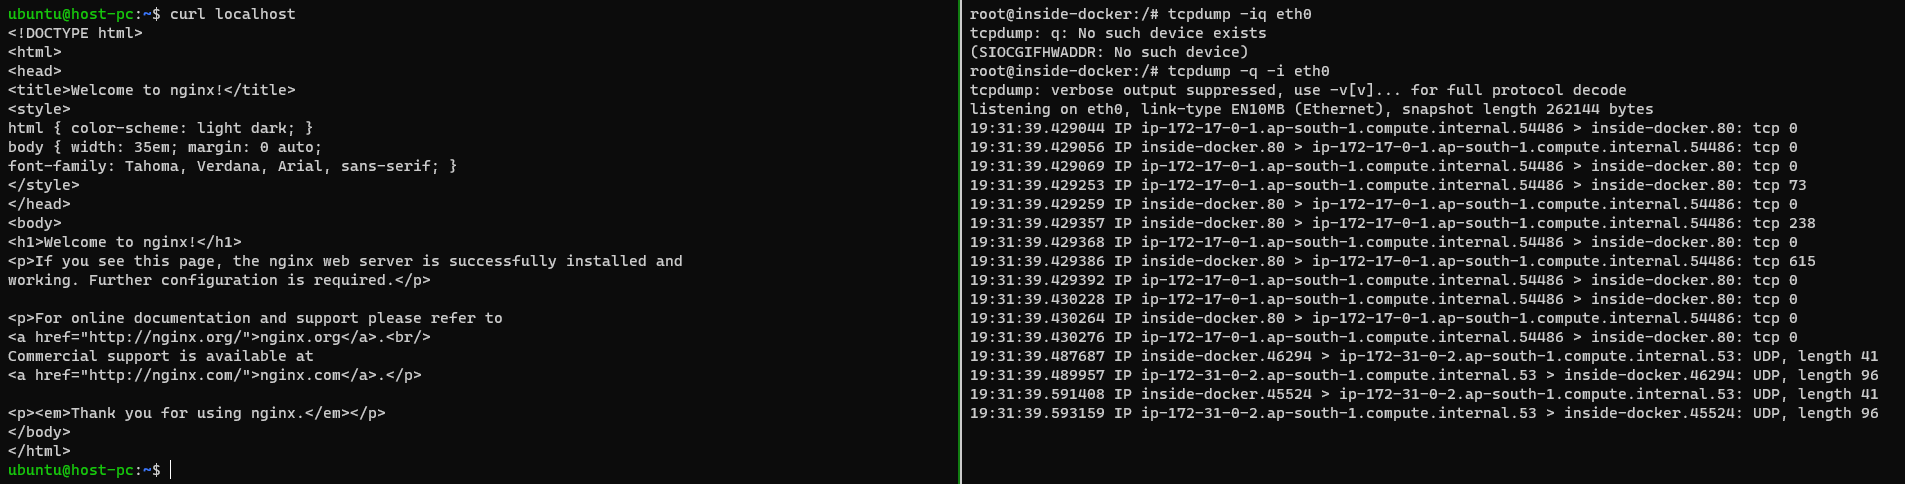 ubuntu@host-pc:~$ curl localhost
<!DOCTYPE html>
<html>
<head>
<title>Welcome to nginx!</title>
<style>
html { color-scheme: light dark; }
body { width: 35em; margin: 0 auto;
font-family: Tahoma, Verdana, Arial, sans-serif; }
</style>
</head>
<body>
<h1>Welcome to nginx!</h1>
<p>If you see this page, the nginx web server is successfully installed and
working. Further configuration is required.</p>

<p>For online documentation and support please refer to
<a href="http://nginx.org/">nginx.org</a>.<br/>
Commercial support is available at
<a href="http://nginx.com/">nginx.com</a>.</p>

<p><em>Thank you for using nginx.</em></p>
</body>
</html>
ubuntu@host-pc:~$
root@inside-docker:/# tcpdump -iq eth0
tcpdump: q: No such device exists
(SIOCGIFHWADDR: No such device)
root@inside-docker:/# tcpdump -q -i eth0
tcpdump: verbose output suppressed, use -v[v]... for full protocol decode
listening on eth0, link-type EN10MB (Ethernet), snapshot length 262144 bytes
19:31:39.429044 IP ip-172-17-0-1.ap-south-1.compute.internal.54486 > inside-docker.80: tcp 0
19:31:39.429056 IP inside-docker.80 > ip-172-17-0-1.ap-south-1.compute.internal.54486: tcp 0
19:31:39.429069 IP ip-172-17-0-1.ap-south-1.compute.internal.54486 > inside-docker.80: tcp 0
19:31:39.429253 IP ip-172-17-0-1.ap-south-1.compute.internal.54486 > inside-docker.80: tcp 73
19:31:39.429259 IP inside-docker.80 > ip-172-17-0-1.ap-south-1.compute.internal.54486: tcp 0
19:31:39.429357 IP inside-docker.80 > ip-172-17-0-1.ap-south-1.compute.internal.54486: tcp 238
19:31:39.429368 IP ip-172-17-0-1.ap-south-1.compute.internal.54486 > inside-docker.80: tcp 0
19:31:39.429386 IP inside-docker.80 > ip-172-17-0-1.ap-south-1.compute.internal.54486: tcp 615
19:31:39.429392 IP ip-172-17-0-1.ap-south-1.compute.internal.54486 > inside-docker.80: tcp 0
19:31:39.430228 IP ip-172-17-0-1.ap-south-1.compute.internal.54486 > inside-docker.80: tcp 0
19:31:39.430264 IP inside-docker.80 > ip-172-17-0-1.ap-south-1.compute.internal.54486: tcp 0
19:31:39.430276 IP ip-172-17-0-1.ap-south-1.compute.internal.54486 > inside-docker.80: tcp 0
19:31:39.487687 IP inside-docker.46294 > ip-172-31-0-2.ap-south-1.compute.internal.53: UDP, length 41
19:31:39.489957 IP ip-172-31-0-2.ap-south-1.compute.internal.53 > inside-docker.46294: UDP, length 96
19:31:39.591408 IP inside-docker.45524 > ip-172-31-0-2.ap-south-1.compute.internal.53: UDP, length 41
19:31:39.593159 IP ip-172-31-0-2.ap-south-1.compute.internal.53 > inside-docker.45524: UDP, length 96